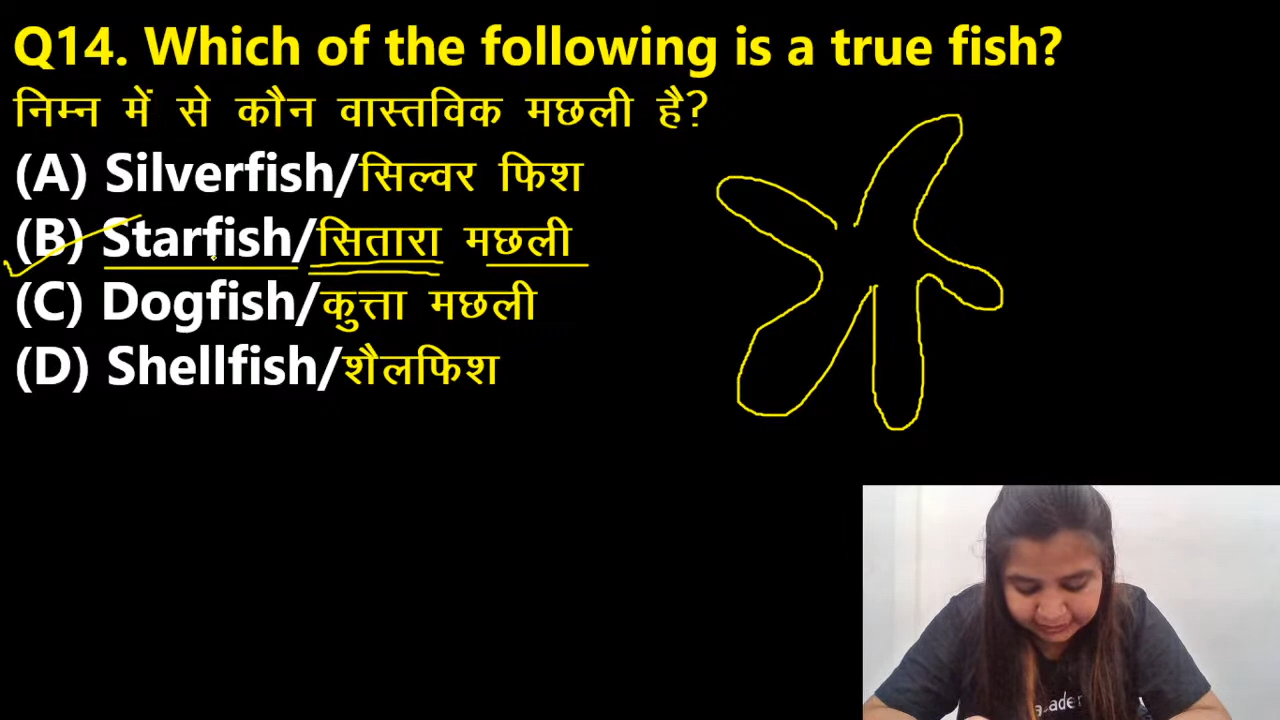 Q14. Which of the following is a true fish?
निम्न में से कौन वास्तविक मछली है?
(A) Silverfish/सिल्वर फिश
(B) Starfish/सितारा मछली
(C) Dogfish/कुत्ता मछली
(D) Shellfish/शैलफिश